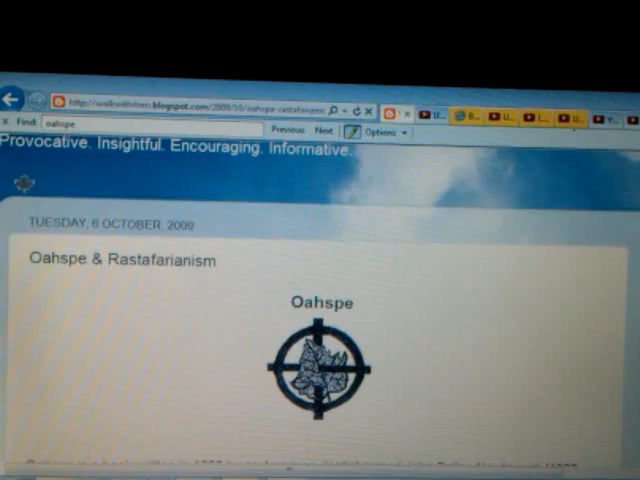 http://walkwithmen.blogspot.com/2009/10/oahspe-rastafarianis
x Find: oahspe Previous Next Options
Provocative. Insightful. Encouraging. Informative.
TUESDAY, 6 OCTOBER, 2009
Oahspe & Rastafarianism
Oahspe